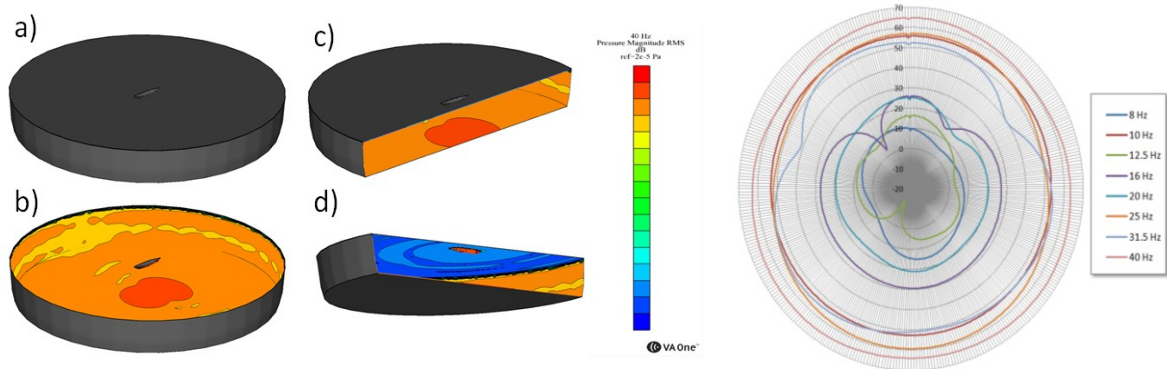 a)
b)
c)
d)
40 Hz
Pressure Magnitude RMS
dB
ref=2e-5 Pa
VA One™
70
60
50
40
30
20
10
0
-10
-20
8 Hz
10 Hz
12.5 Hz
16 Hz
20 Hz
25 Hz
31.5 Hz
40 Hz